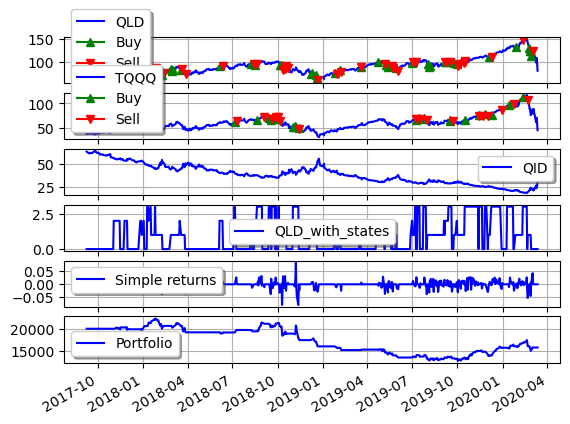 QLD
Buy
Sell
150
100
TQQQ
Buy
Sell
100
50
QID
50
25
QLD_with_states
2.5
0.0
Simple returns
0.05
0.00
−0.05
Portfolio
20000
15000
2017-10
2018-01
2018-04
2018-07
2018-10
2019-01
2019-04
2019-07
2019-10
2020-01
2020-04